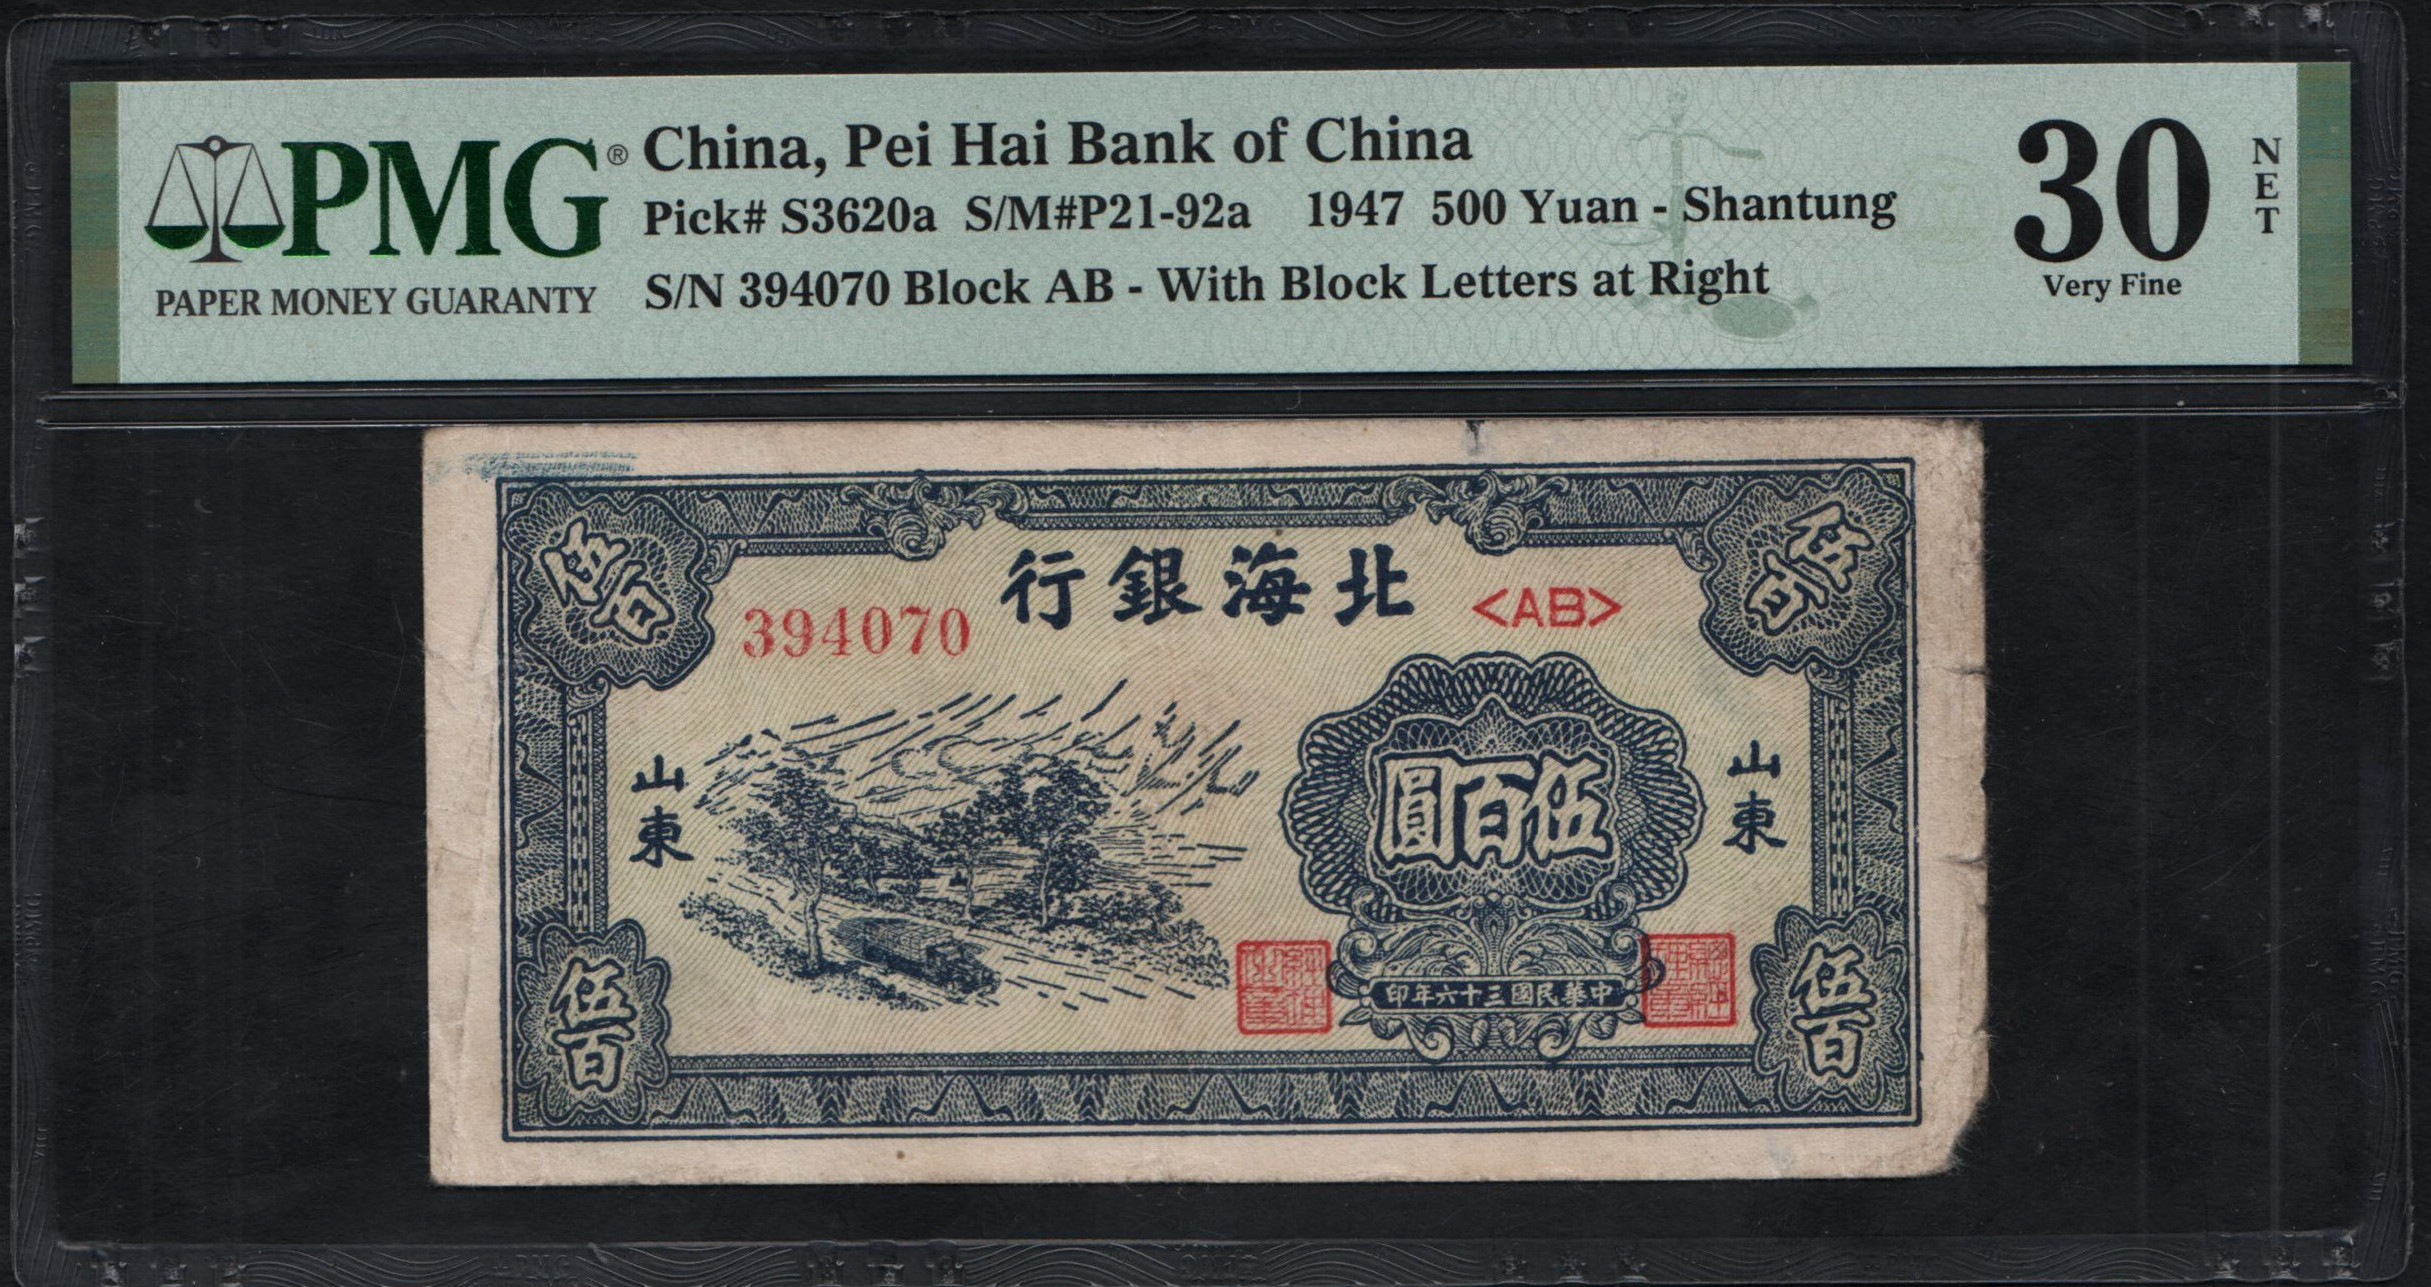 PMG®
PAPER MONEY GUARANTY
China, Pei Hai Bank of China
Pick# S3620a S/M#P21-92a 1947 500 Yuan - Shantung
S/N 394070 Block AB - With Block Letters at Right
30
NET
Very Fine
伍百
伍百
行銀海北
394070
<AB>
山東
圓百伍
山東
印年六十三國民華中
伍百
伍百